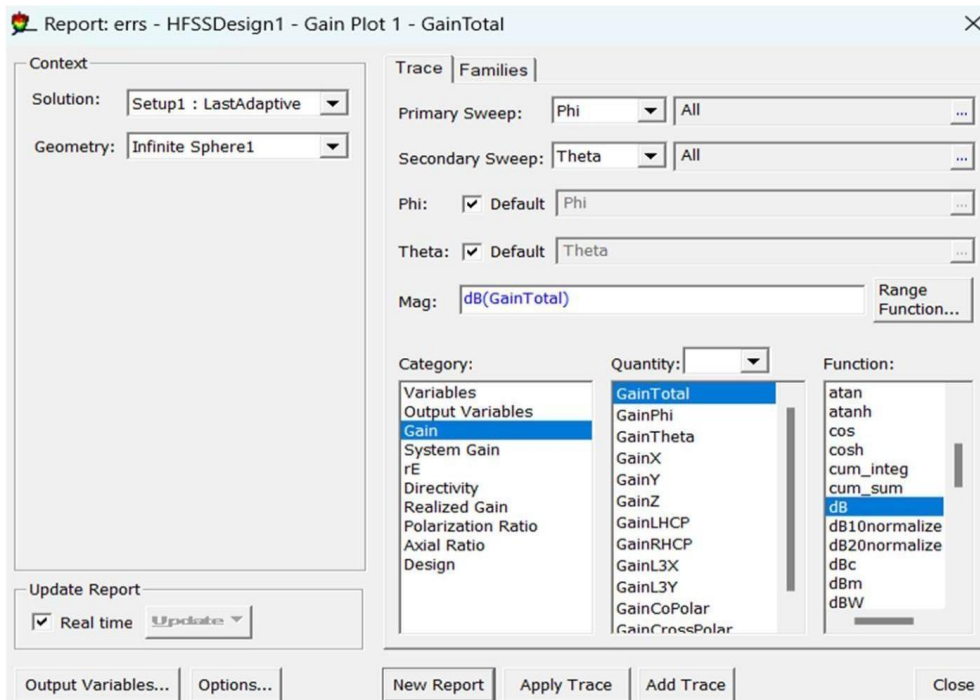 Report: errs - HFSSDesign1 - Gain Plot 1 - GainTotal
Context
Solution: Setup1 : LastAdaptive
Geometry: Infinite Sphere1
Update Report
Real time Update
Trace Families
Primary Sweep: Phi All ...
Secondary Sweep: Theta All ...
Phi: Default Phi ...
Theta: Default Theta ...
Mag: dB(GainTotal)
Range
Function...
Category:
Variables
Output Variables
Gain
System Gain
rE
Directivity
Realized Gain
Polarization Ratio
Axial Ratio
Design
Quantity:
GainTotal
GainPhi
GainTheta
GainX
GainY
GainZ
GainLHCP
GainRHCP
GainL3X
GainL3Y
GainCoPolar
GainCrossPolar
Function:
atan
atanh
cos
cosh
cum_integ
cum_sum
dB
dB10normalize
dB20normalize
dBc
dBm
dBW
Output Variables... Options... New Report Apply Trace Add Trace Close